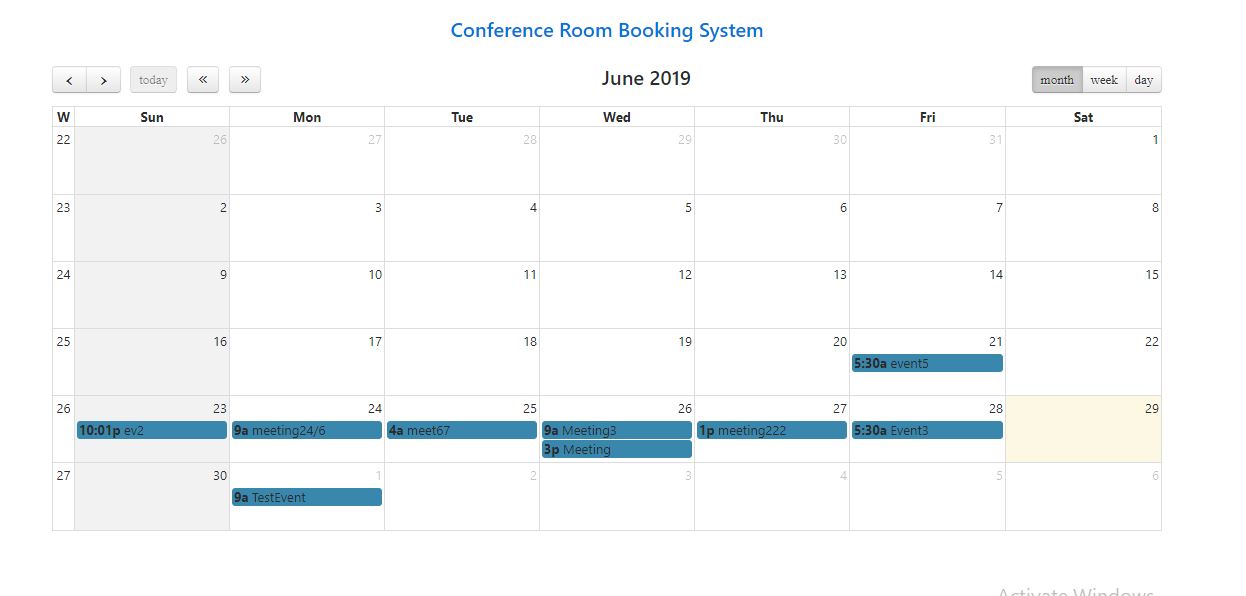 Conference Room Booking System
‹ › today « » June 2019 month week day
W Sun Mon Tue Wed Thu Fri Sat
22 26 27 28 29 30 31 1
23 2 3 4 5 6 7 8
24 9 10 11 12 13 14 15
25 16 17 18 19 20 21 22
5:30a event5
26 23 24 25 26 27 28 29
10:01p ev2 9a meeting24/6 4a meet67 9a Meeting3 1p meeting222 5:30a Event3
3p Meeting
27 30 1 2 3 4 5 6
9a TestEvent
Activate Windows